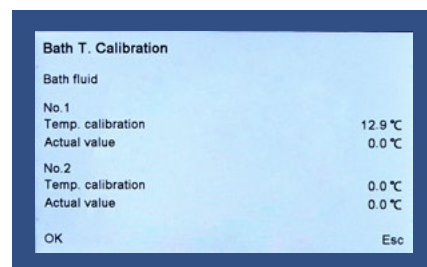 Bath T. Calibration
Bath fluid
No.1
Temp. calibration 12.9 ℃
Actual value 0.0 ℃
No.2
Temp. calibration 0.0 ℃
Actual value 0.0 ℃
OK Esc